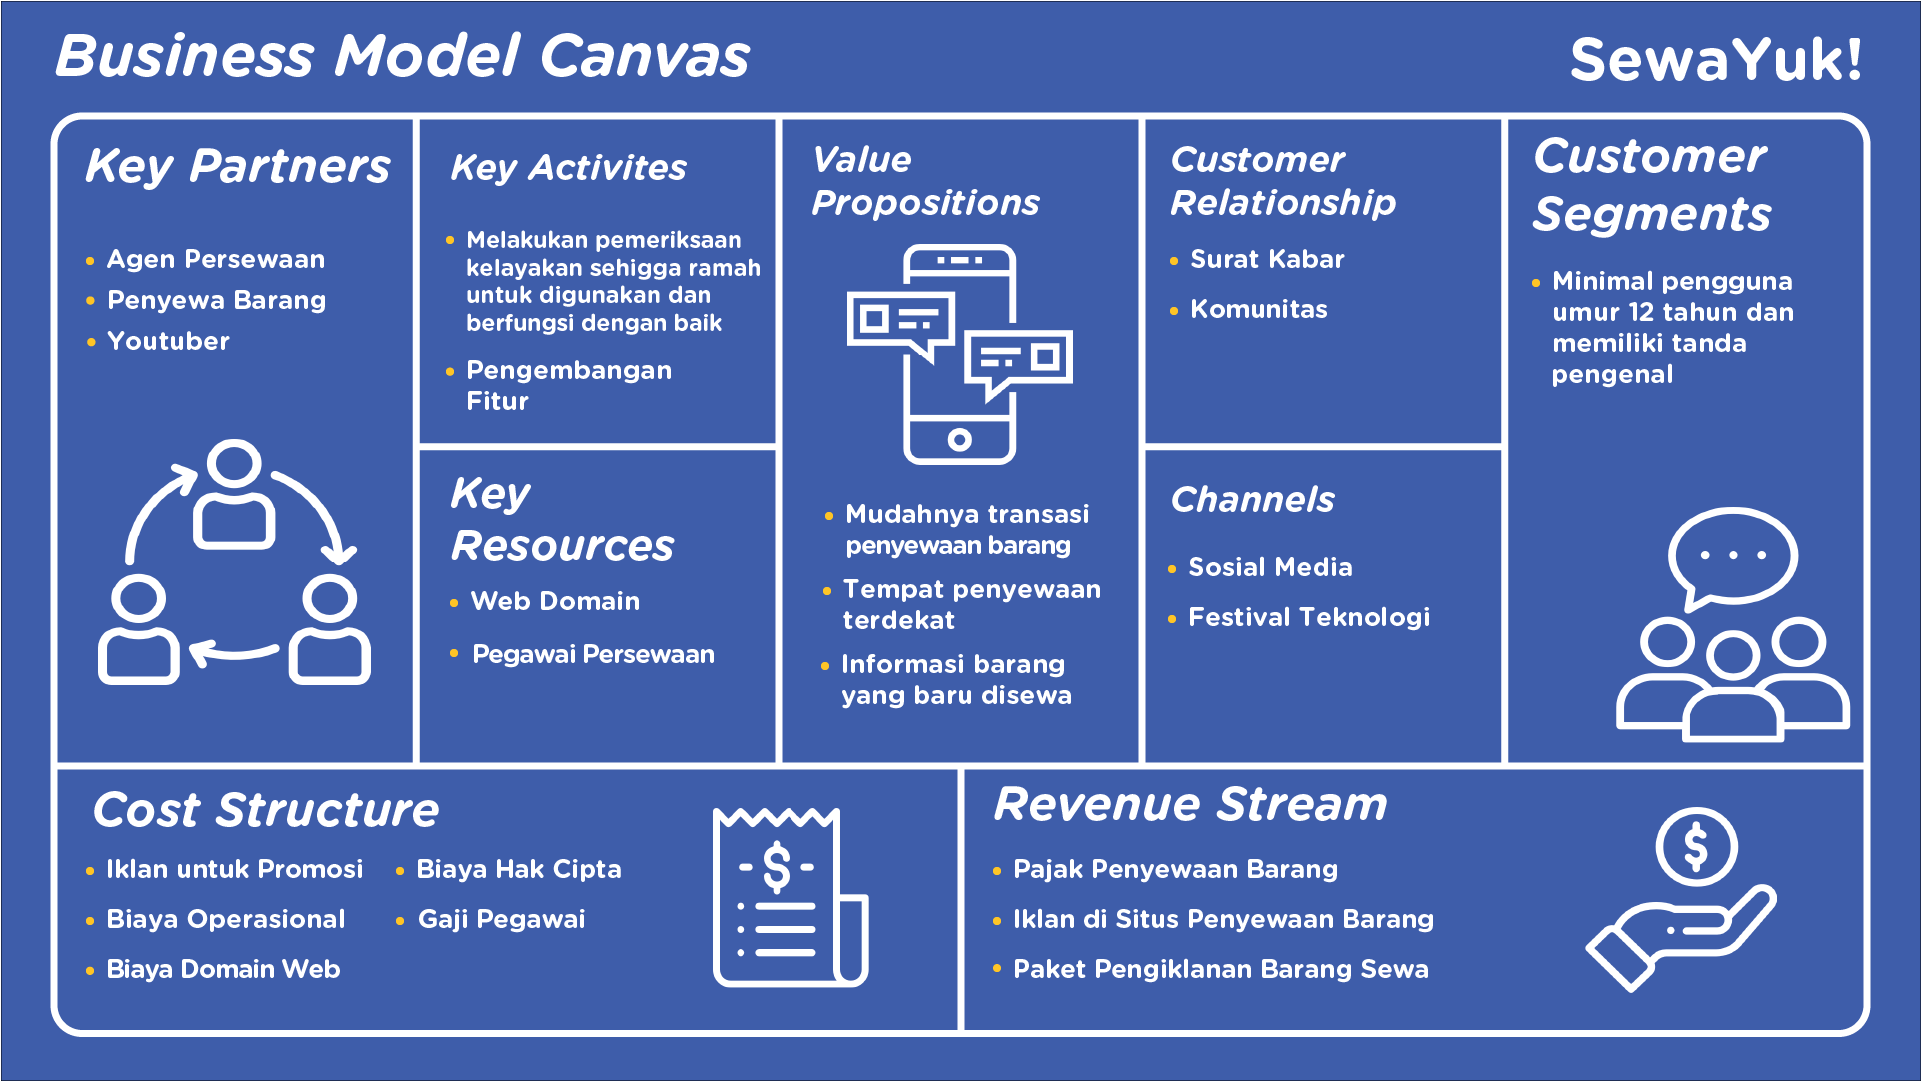 Business Model Canvas
SewaYuk!
Key Partners
• Agen Persewaan
• Penyewa Barang
• Youtuber
Key Activites
• Melakukan pemeriksaan
kelayakan sehigga ramah
untuk digunakan dan
berfungsi dengan baik
• Pengembangan
Fitur
Key
Resources
• Web Domain
• Pegawai Persewaan
Value
Propositions
• Mudahnya transasi
penyewaan barang
• Tempat penyewaan
terdekat
• Informasi barang
yang baru disewa
Customer
Relationship
• Surat Kabar
• Komunitas
Channels
• Sosial Media
• Festival Teknologi
Customer
Segments
• Minimal pengguna
umur 12 tahun dan
memiliki tanda
pengenal
Cost Structure
• Iklan untuk Promosi
• Biaya Operasional
• Biaya Domain Web
• Biaya Hak Cipta
• Gaji Pegawai
$
Revenue Stream
• Pajak Penyewaan Barang
• Iklan di Situs Penyewaan Barang
• Paket Pengiklanan Barang Sewa
$